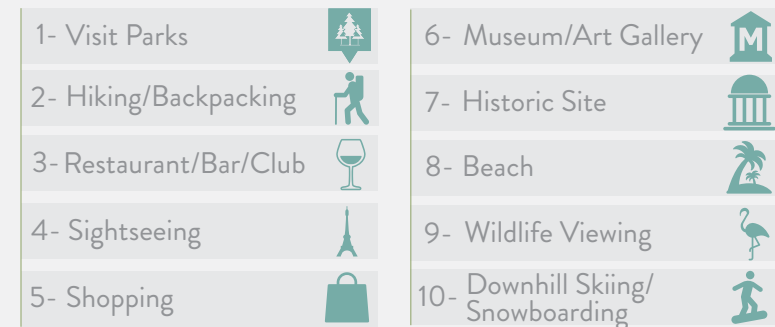 1- Visit Parks
2- Hiking/Backpacking
3- Restaurant/Bar/Club
4- Sightseeing
5- Shopping
6- Museum/Art Gallery
M
7- Historic Site
8- Beach
9- Wildlife Viewing
10- Downhill Skiing/
Snowboarding